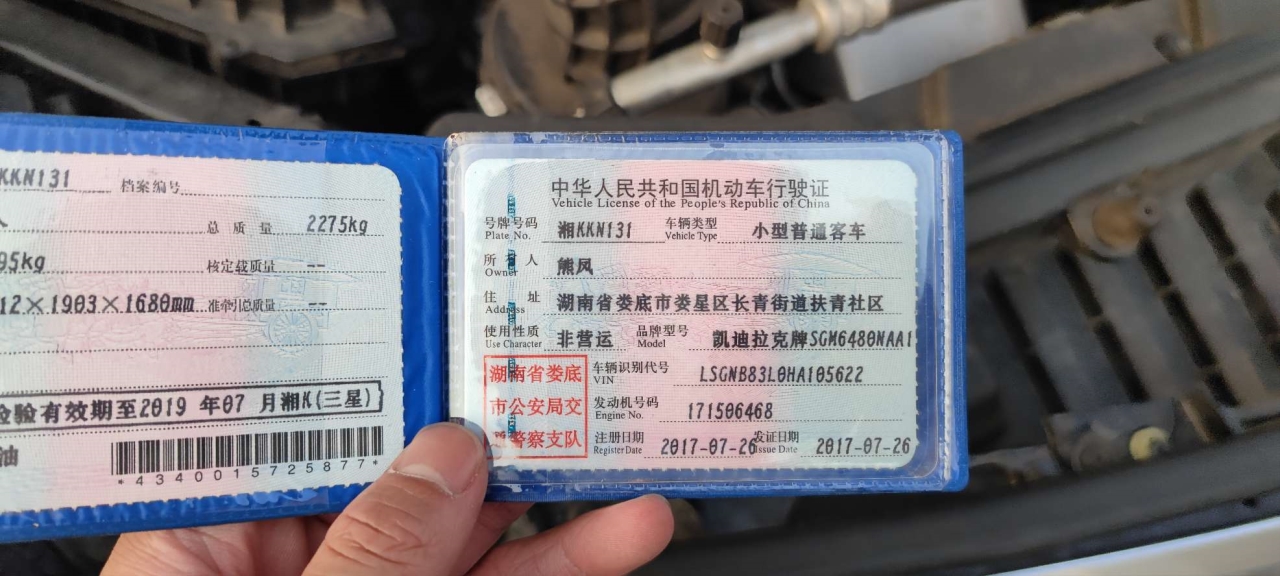 KKN131 档案编号
人 总质量 2275kg
95kg 核定载质量 --
12×1903×1680mm 准牵引总质量 --
检验有效期至2019 年07 月湘K(三星)
油
*4340015725877*
中华人民共和国机动车行驶证
Vehicle License of the People's Republic of China
号牌号码 湘KKN131 车辆类型 小型普通客车
Plate No. Vehicle Type
所有人 熊凤
Owner
住址 湖南省娄底市娄星区长青街道扶青社区
Address
使用性质 非营运 品牌型号 凯迪拉克牌SGM6480NAA1
Use Character Model
湖南省娄底
市公安局交
警察支队
车辆识别代号 LSGNB83L0HA105622
VIN
发动机号码 171506468
Engine No.
注册日期 2017-07-26 发证日期 2017-07-26
Register Date Issue Date